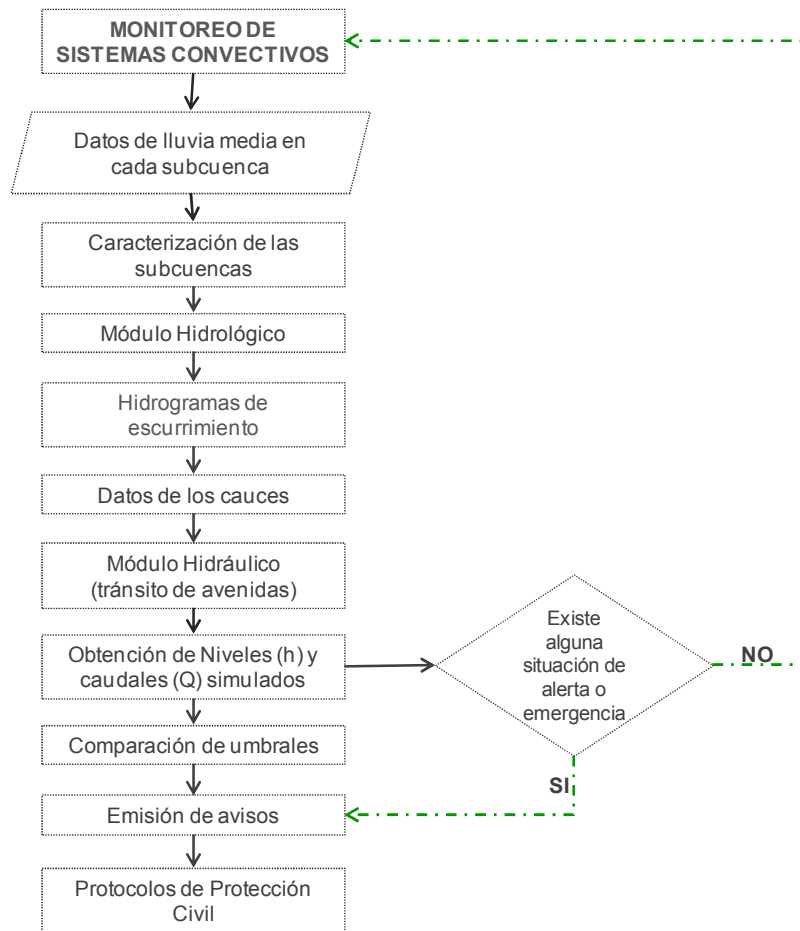 MONITOREO DE
SISTEMAS CONVECTIVOS
Datos de lluvia media en
cada subcuenca
Caracterización de las
subcuencas
Módulo Hidrológico
Hidrogramas de
escurrimiento
Datos de los cauces
Módulo Hidráulico
(tránsito de avenidas)
Obtención de Niveles (h) y
caudales (Q) simulados
Existe
alguna
situación de
alerta o
emergencia
NO
Comparación de umbrales
SI
Emisión de avisos
Protocolos de Protección
Civil